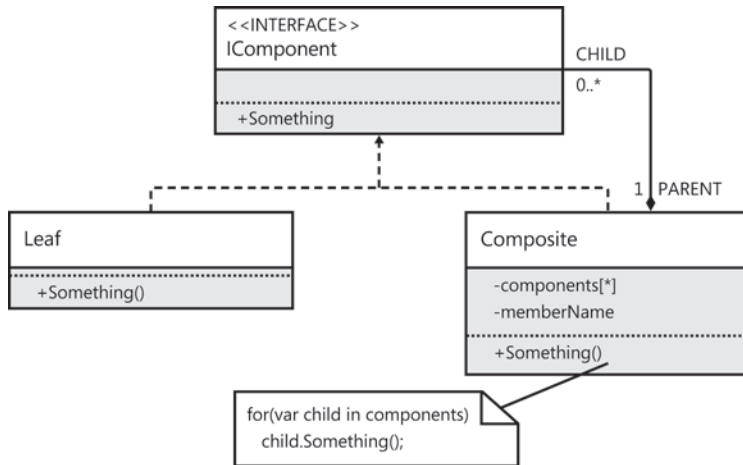 <<INTERFACE>>
IComponent
+Something
CHILD
0..*
1 PARENT
Leaf
+Something()
Composite
-components[*]
-memberName
+Something()
for(var child in components)
child.Something();